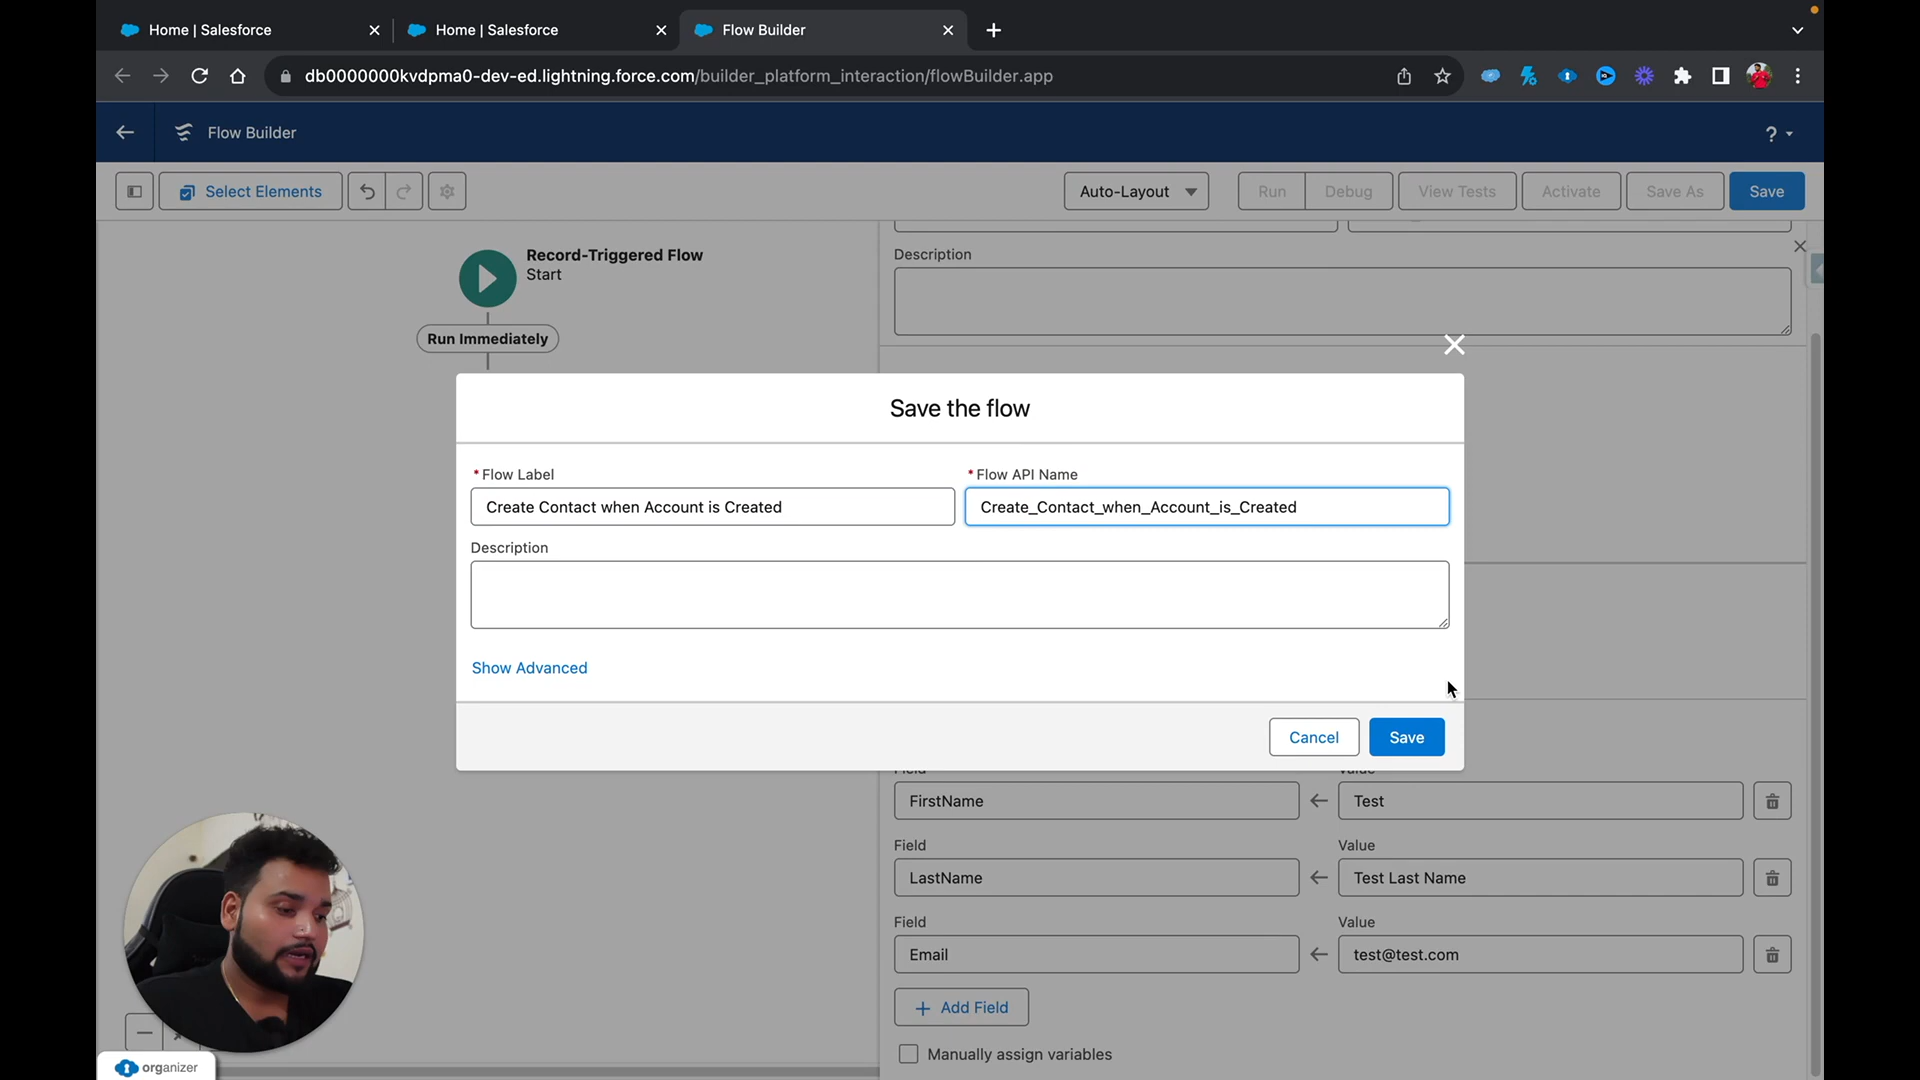 Home | Salesforce
Home | Salesforce
Flow Builder
db0000000kvdpma0-dev-ed.lightning.force.com/builder_platform_interaction/flowBuilder.app
Flow Builder
?
Select Elements
Auto-Layout
Run
Debug
View Tests
Activate
Save As
Save
Record-Triggered Flow
Start
Run Immediately
Description
Save the flow
* Flow Label
* Flow API Name
Create Contact when Account is Created
Create_Contact_when_Account_is_Created
Description
Show Advanced
Cancel
Save
Field
Value
FirstName
Test
Field
Value
LastName
Test Last Name
Field
Value
Email
test@test.com
+ Add Field
Manually assign variables
organizer